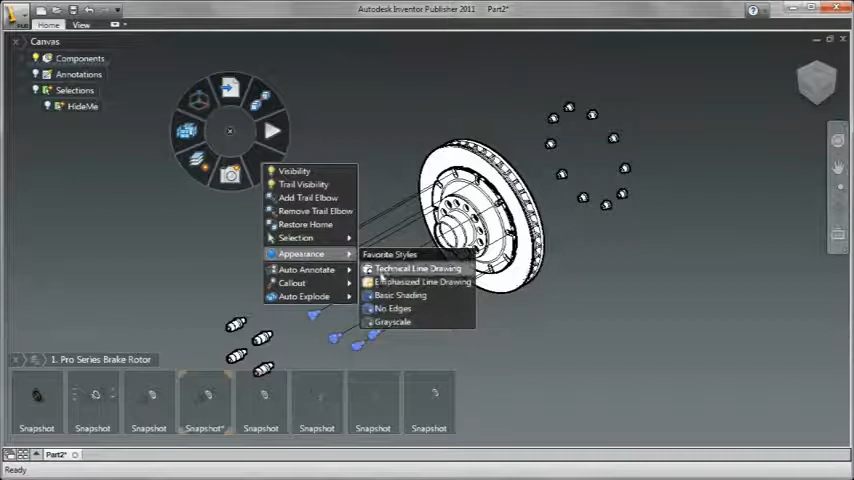 Autodesk Inventor Publisher 2011 Part2*
Home View
Canvas
Components
Annotations
Selections
HideMe
Visibility
Trail Visibility
Add Trail Elbow
Remove Trail Elbow
Restore Home
Selection
Appearance
Auto Annotate
Callout
Auto Explode
Favorite Styles
Technical Line Drawing
Emphasized Line Drawing
Basic Shading
No Edges
Grayscale
1. Pro Series Brake Rotor
Snapshot Snapshot Snapshot Snapshot* Snapshot Snapshot Snapshot Snapshot
Part2*
Ready